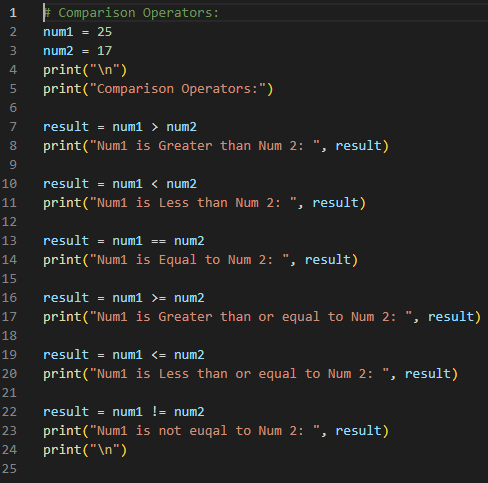 1 # Comparison Operators:
2 num1 = 25
3 num2 = 17
4 print("\n")
5 print("Comparison Operators:")
6
7 result = num1 > num2
8 print("Num1 is Greater than Num 2: ", result)
9
10 result = num1 < num2
11 print("Num1 is Less than Num 2: ", result)
12
13 result = num1 == num2
14 print("Num1 is Equal to Num 2: ", result)
15
16 result = num1 >= num2
17 print("Num1 is Greater than or equal to Num 2: ", result)
18
19 result = num1 <= num2
20 print("Num1 is Less than or equal to Num 2: ", result)
21
22 result = num1 != num2
23 print("Num1 is not euqal to Num 2: ", result)
24 print("\n")
25